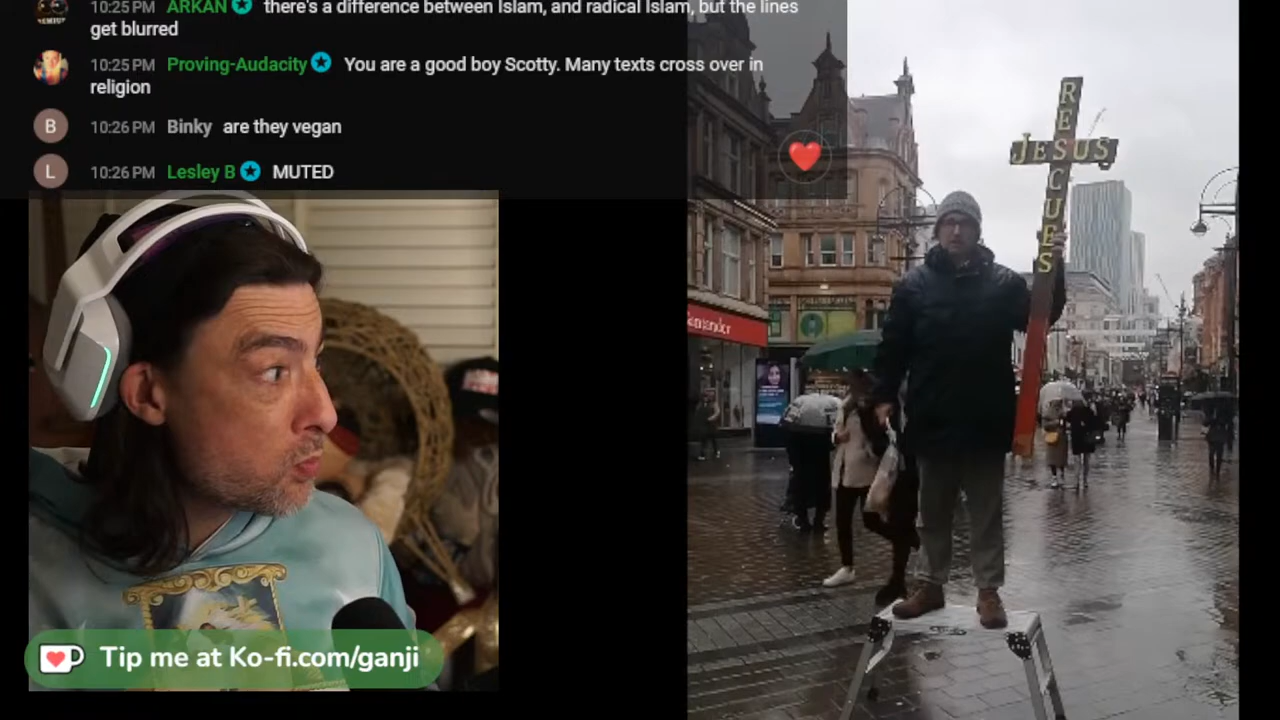 10:25 PM ARKAN there's a difference between Islam, and radical Islam, but the lines
get blurred
10:25 PM Proving-Audacity You are a good boy Scotty. Many texts cross over in
religion
B 10:26 PM Binky are they vegan
L 10:26 PM Lesley B MUTED
RESCUES
JESUS
Santander
Tip me at Ko-fi.com/ganji